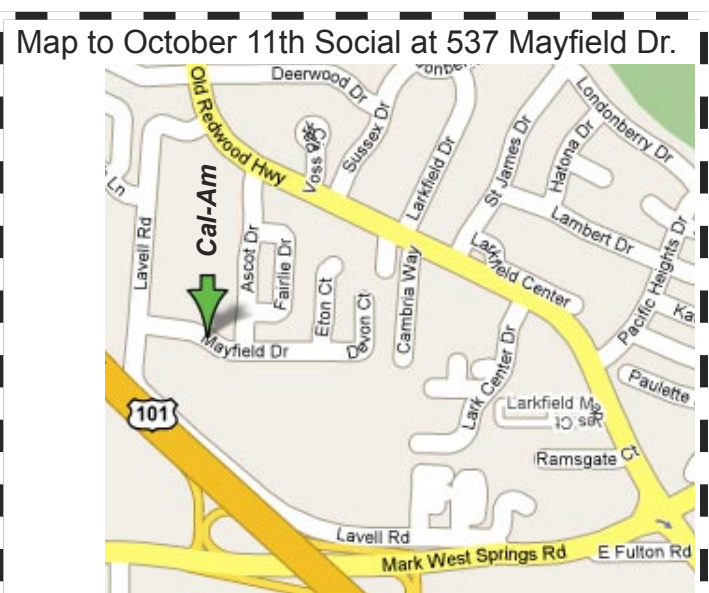 Map to October 11th Social at 537 Mayfield Dr.
Deerwood Dr
Old Redwood Hwy
Voss
Sussex Dr
Larkfield Dr
St James Dr
Hatona Dr
Londonberry Dr
Ln
Lavell Rd
Cal-Am
Ascot Dr
Fairlie Dr
Eton Ct
Devon Ct
Cambria Way
Larkfield Center
Lambert Dr
Pacific Heights Dr
Mayfield Dr
Lark Center Dr
Paulette
Larkfield
101
Ramsgate Ct
Lavell Rd
Mark West Springs Rd
E Fulton Rd